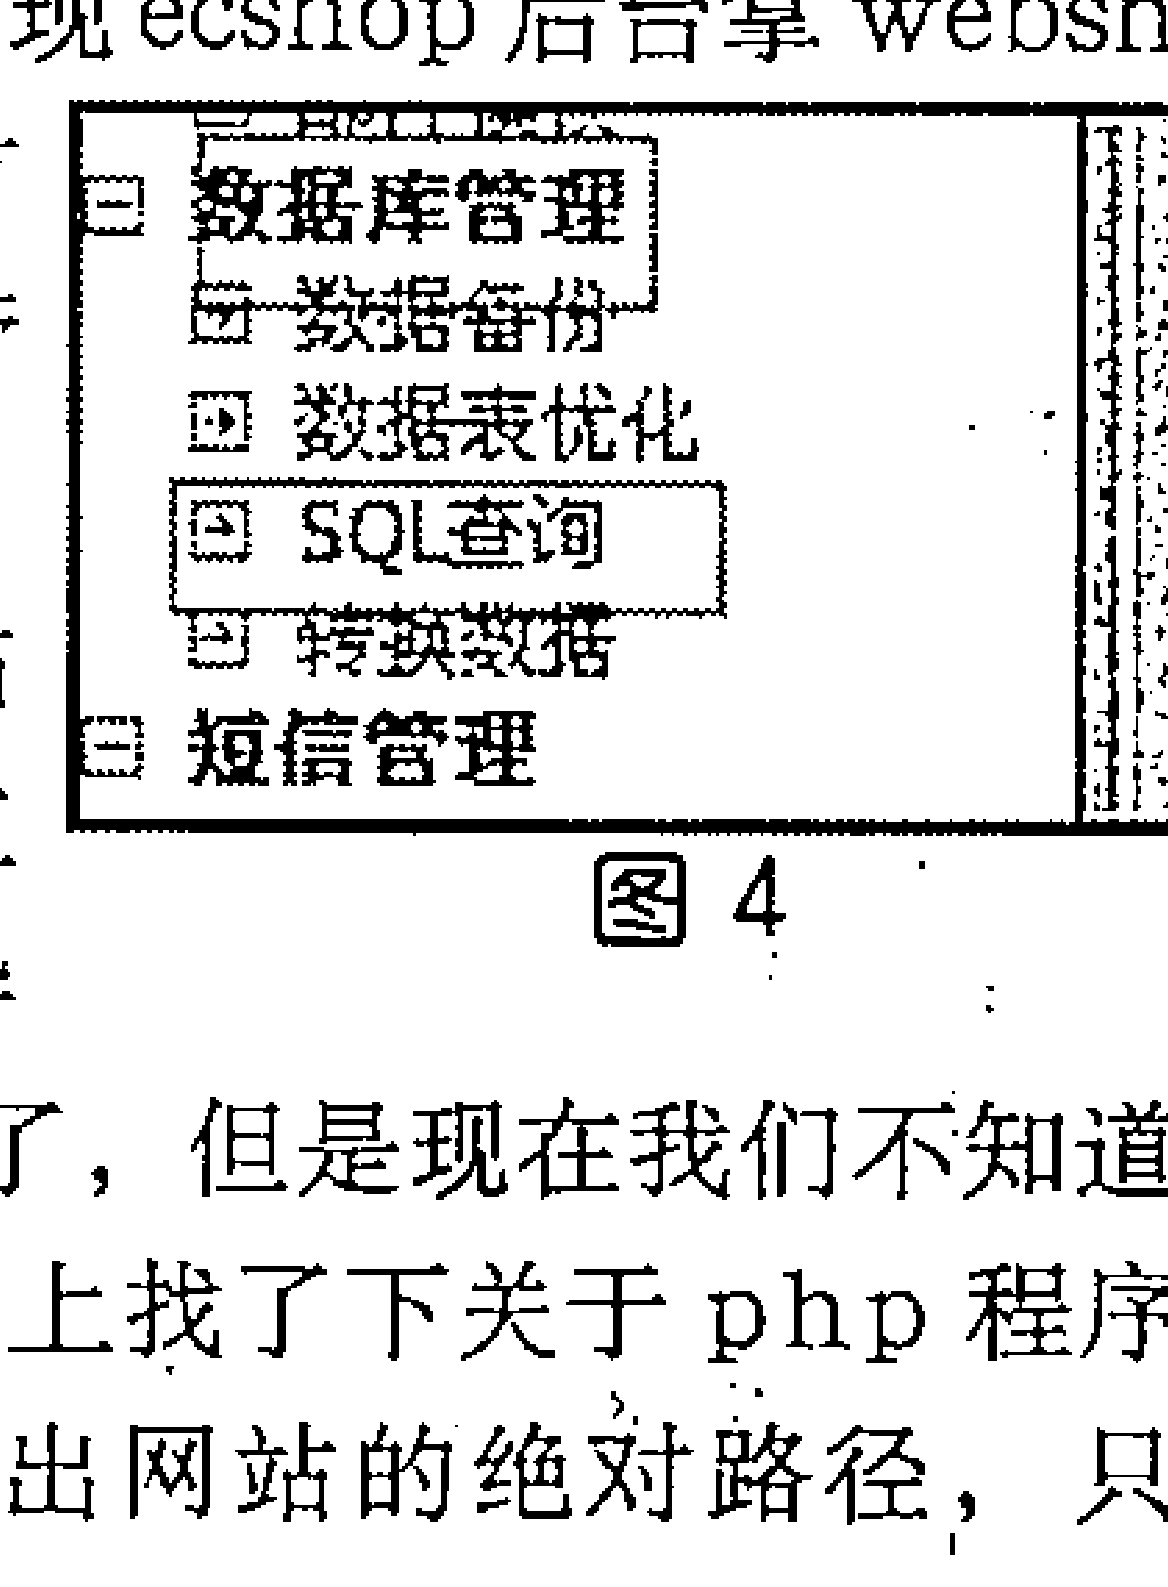 现 ecshop 后台拿 websh
数据库管理
数据备份
数据表优化
SQL查询
转换数据
短信管理
图 4
了，但是现在我们不知道
上找了下关于 php 程序
出网站的绝对路径，只